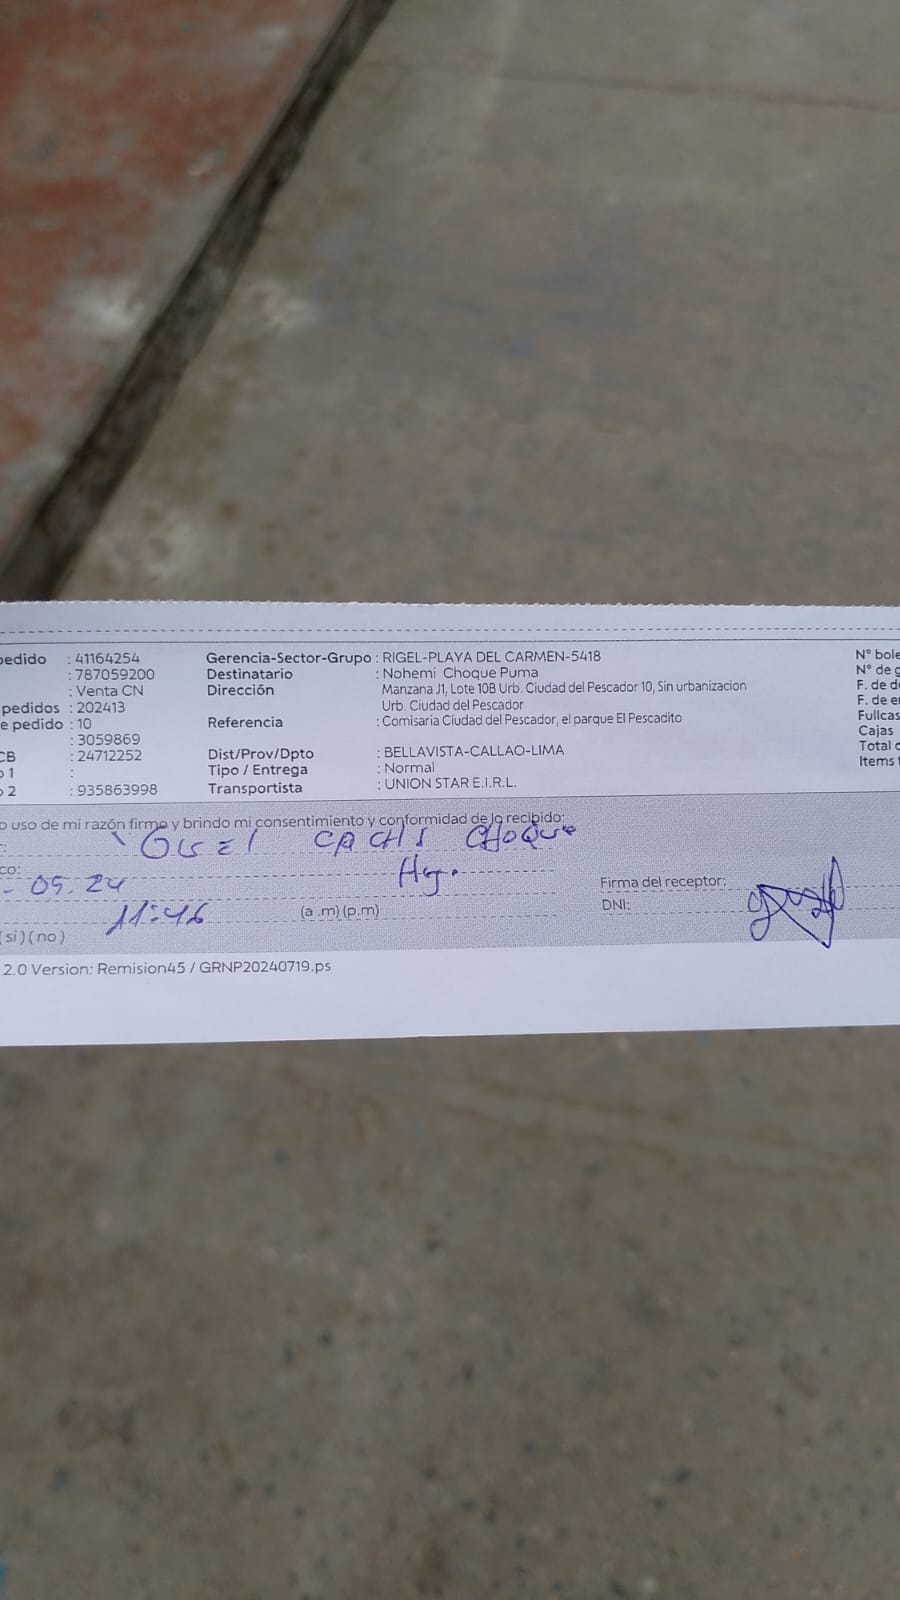 pedido : 41164254 Gerencia-Sector-Grupo : RIGEL-PLAYA DEL CARMEN-5418 N° bole
: 787059200 Destinatario : Nohemi Choque Puma N° de g
: Venta CN Dirección Manzana J1, Lote 10B Urb. Ciudad del Pescador 10, Sin urbanizacion F. de d
pedidos : 202413 Urb. Ciudad del Pescador F. de e
e pedido : 10 Referencia : Comisaria Ciudad del Pescador, el parque El Pescadito Fullcas
: 3059869 Cajas
CB : 24712252 Dist/Prov/Dpto : BELLAVISTA-CALLAO-LIMA Total
o 1 : Tipo / Entrega : Normal Items
o 2 : 935863998 Transportista : UNION STAR E.I.R.L.
o uso de mi razón firmo y brindo mi consentimiento y conformidad de lo recibido:
CACHI CHOQUE
co: Firma del receptor:
- 09.24 DNI:
11:46 (a .m) (p.m)
(si) (no)
2.0 Version: Remision45 / GRNP20240719.ps